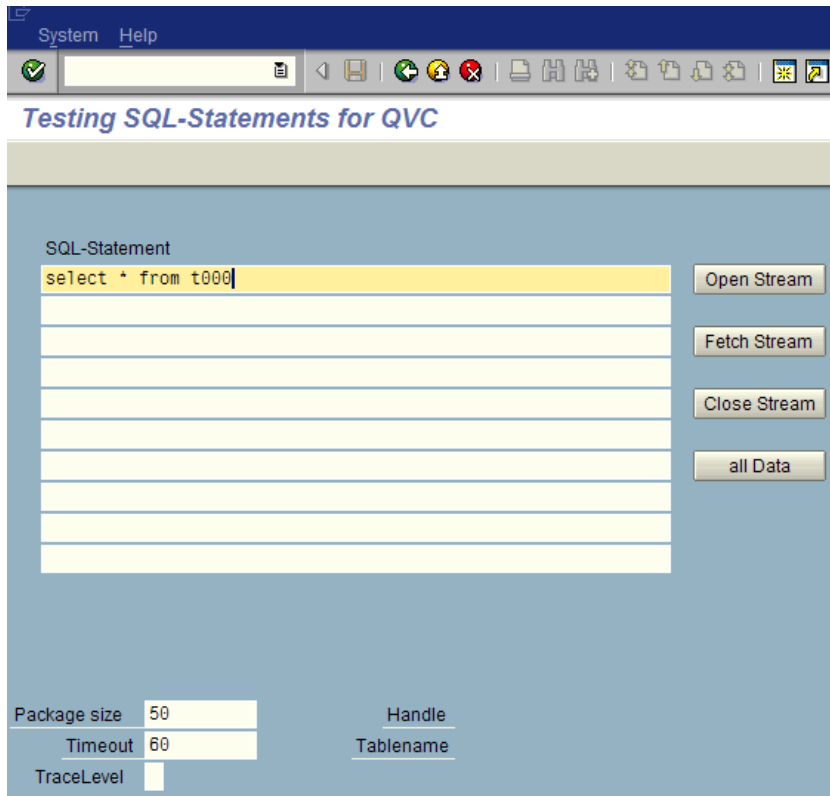 System Help
Testing SQL-Statements for QVC
SQL-Statement
select * from t000
Open Stream
Fetch Stream
Close Stream
all Data
Package size 50 Handle
Timeout 60 Tablename
TraceLevel